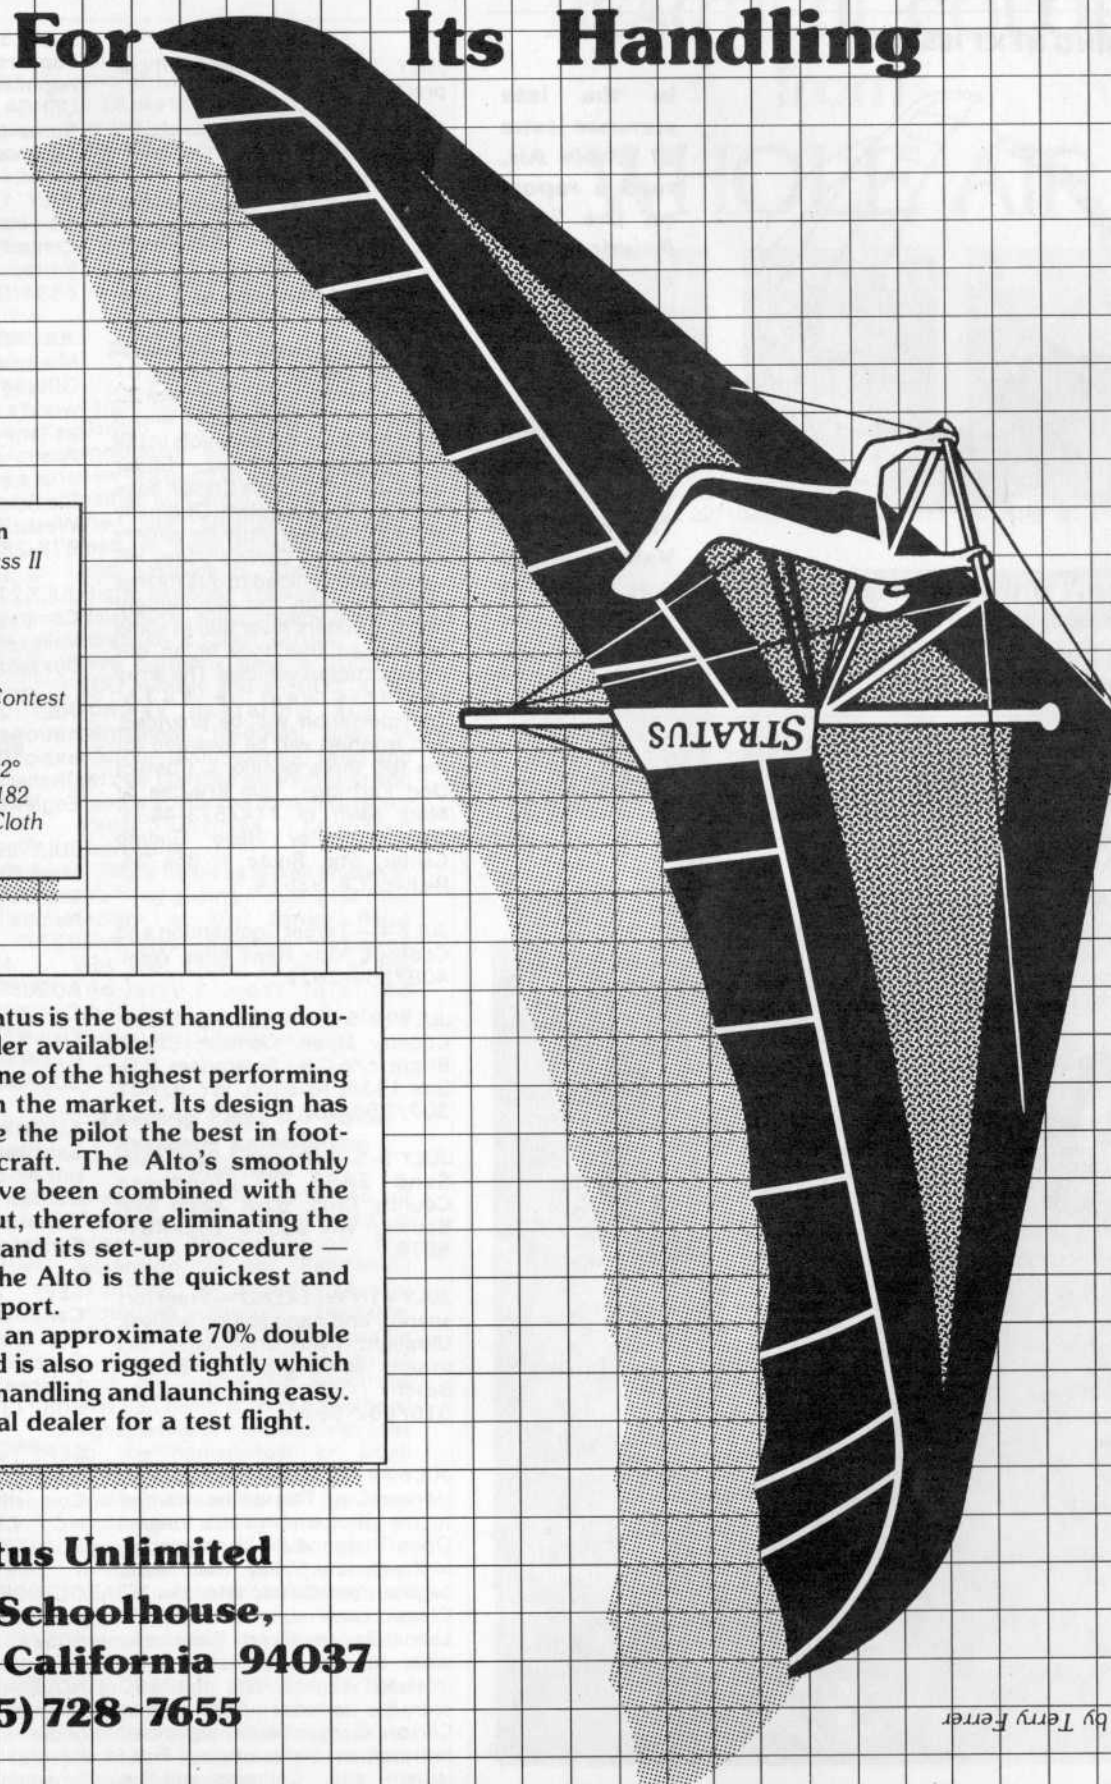 For Its Handling
n
ss II
Contest
2°
182
Cloth
STRATUS
atus is the best handling dou-
der available!
ne of the highest performing
n the market. Its design has
e the pilot the best in foot-
craft. The Alto's smoothly
ve been combined with the
ut, therefore eliminating the
and its set-up procedure —
he Alto is the quickest and
port.
an approximate 70% double
d is also rigged tightly which
handling and launching easy.
al dealer for a test flight.
tus Unlimited
Schoolhouse,
California 94037
5) 728-7655
by Terry Ferrer